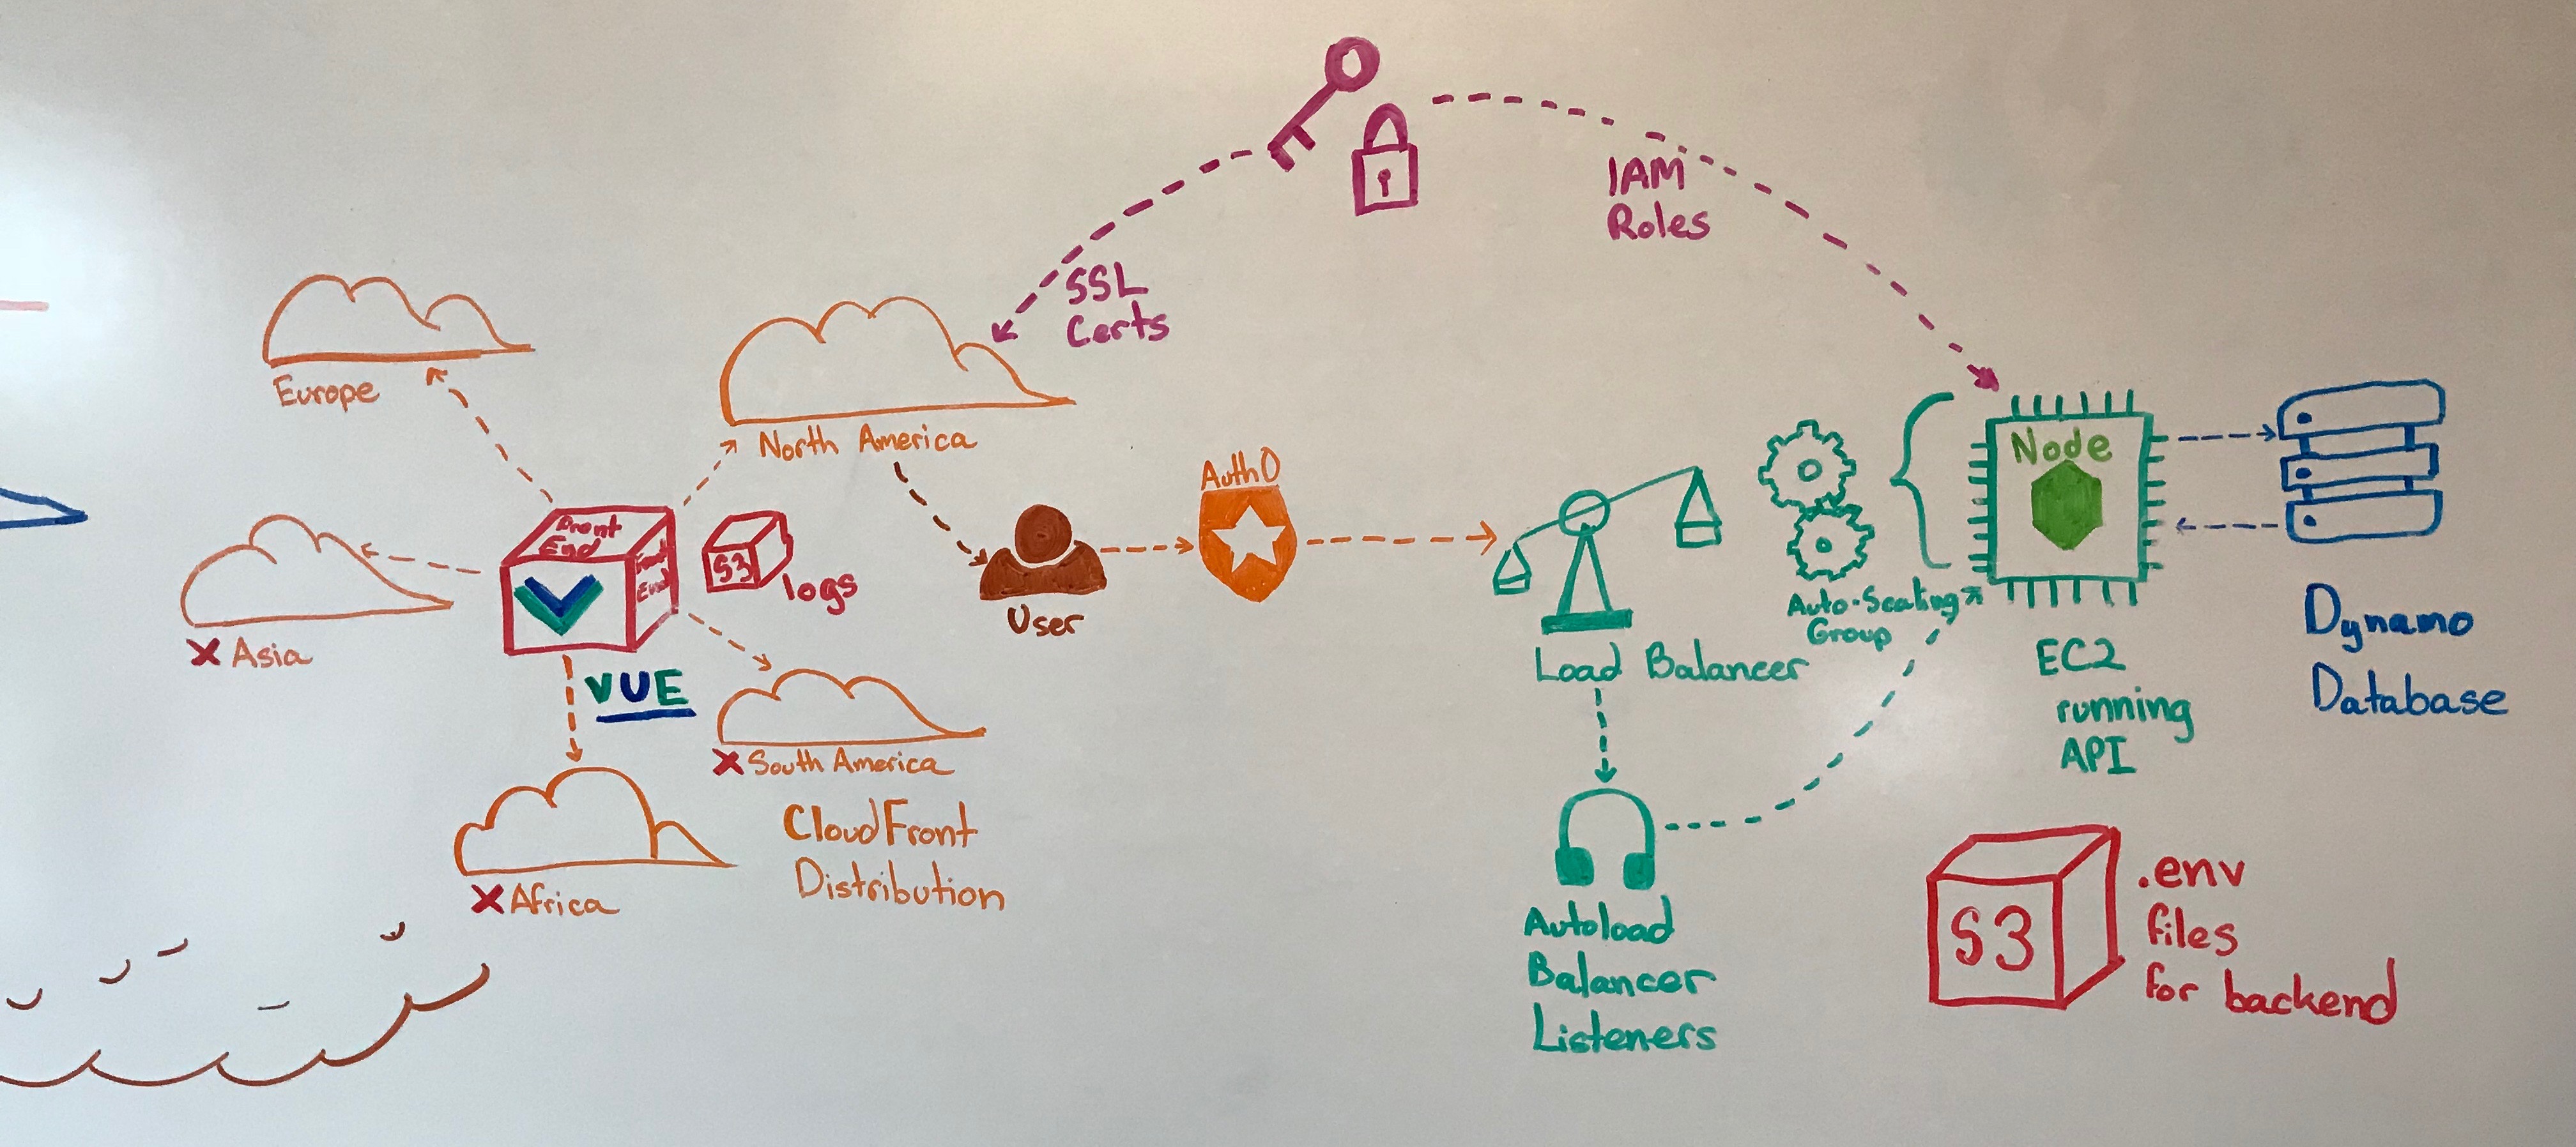 IAM
Roles
SSL
Certs
Europe
North America
Auth0
Node
Front
End
Front
End
S3
logs
User
Asia
VUE
South America
Africa
CloudFront
Distribution
Auto-Scaling
Group
Load Balancer
Autoload
Balancer
Listeners
EC2
running
API
Dynamo
Database
S3
.env
files
for backend